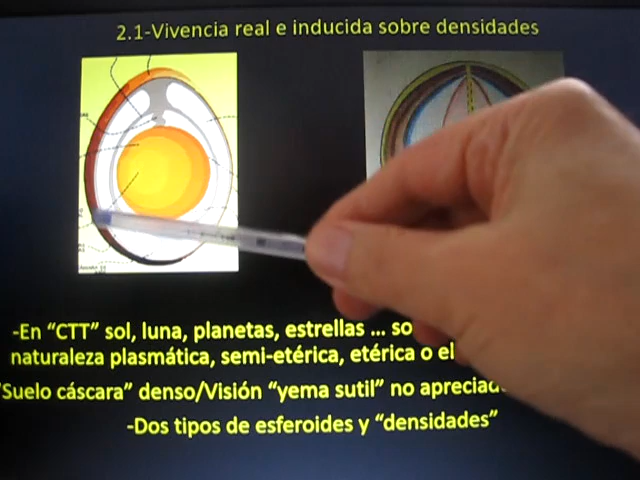 2.1-Vivencia real e inducida sobre densidades
-En “CTT” sol, luna, planetas, estrellas ... so
naturaleza plasmática, semi-etérica, etérica o el
“Suelo cáscara” denso/Visión “yema sutil” no apreciad
-Dos tipos de esferoides y “densidades”